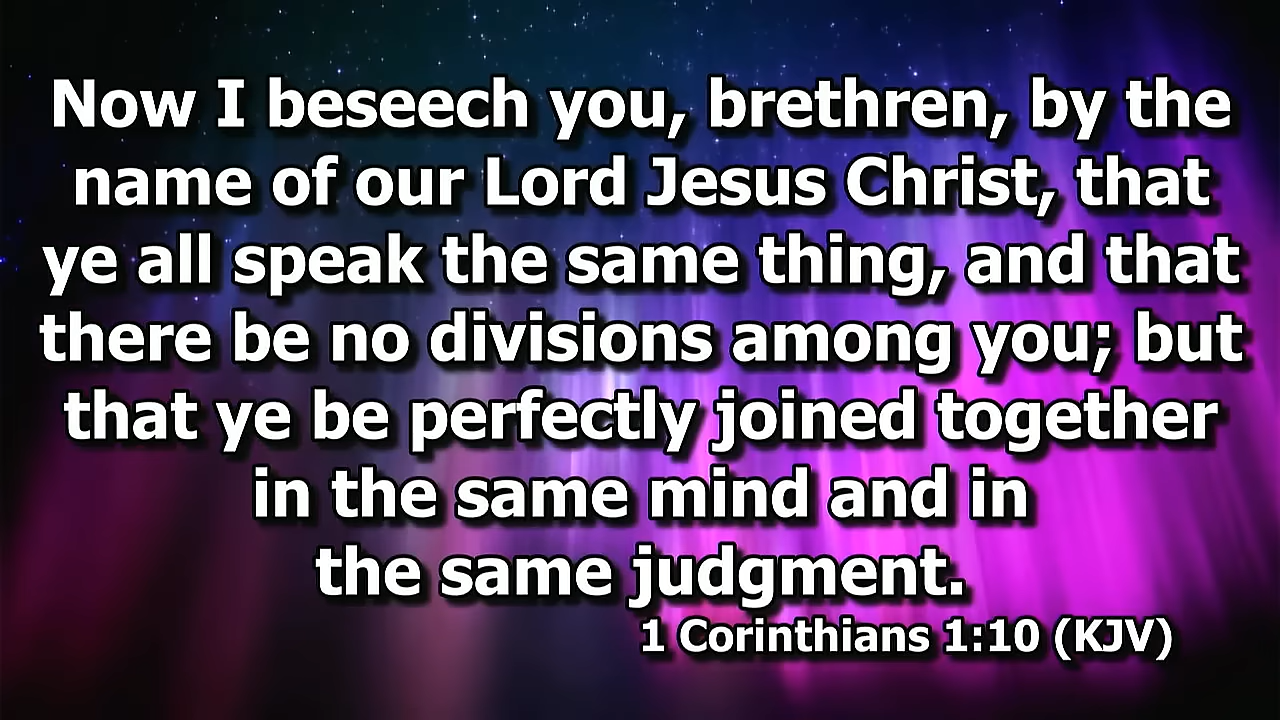 Now I beseech you, brethren, by the
name of our Lord Jesus Christ, that
ye all speak the same thing, and that
there be no divisions among you; but
that ye be perfectly joined together
in the same mind and in
the same judgment.
1 Corinthians 1:10 (KJV)